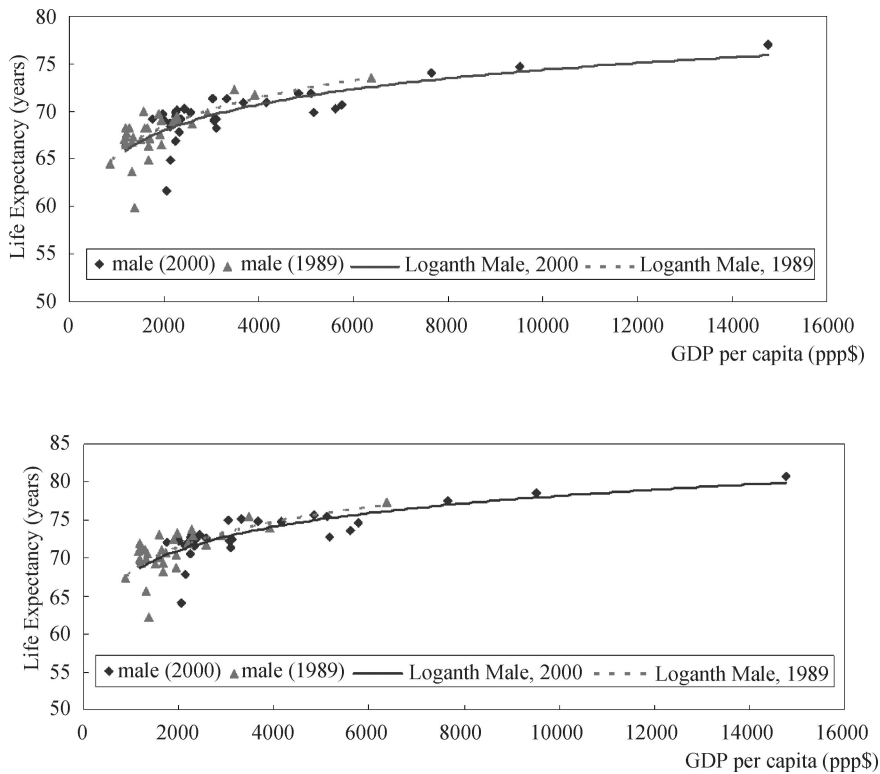 80
75
70
65
60
55
50
Life Expectancy (years)
male (2000) male (1989) Loganth Male, 2000 Loganth Male, 1989
0 2000 4000 6000 8000 10000 12000 14000 16000
GDP per capita (ppp$)
85
80
75
70
65
60
55
50
Life Expectancy (years)
male (2000) male (1989) Loganth Male, 2000 Loganth Male, 1989
0 2000 4000 6000 8000 10000 12000 14000 16000
GDP per capita (ppp$)